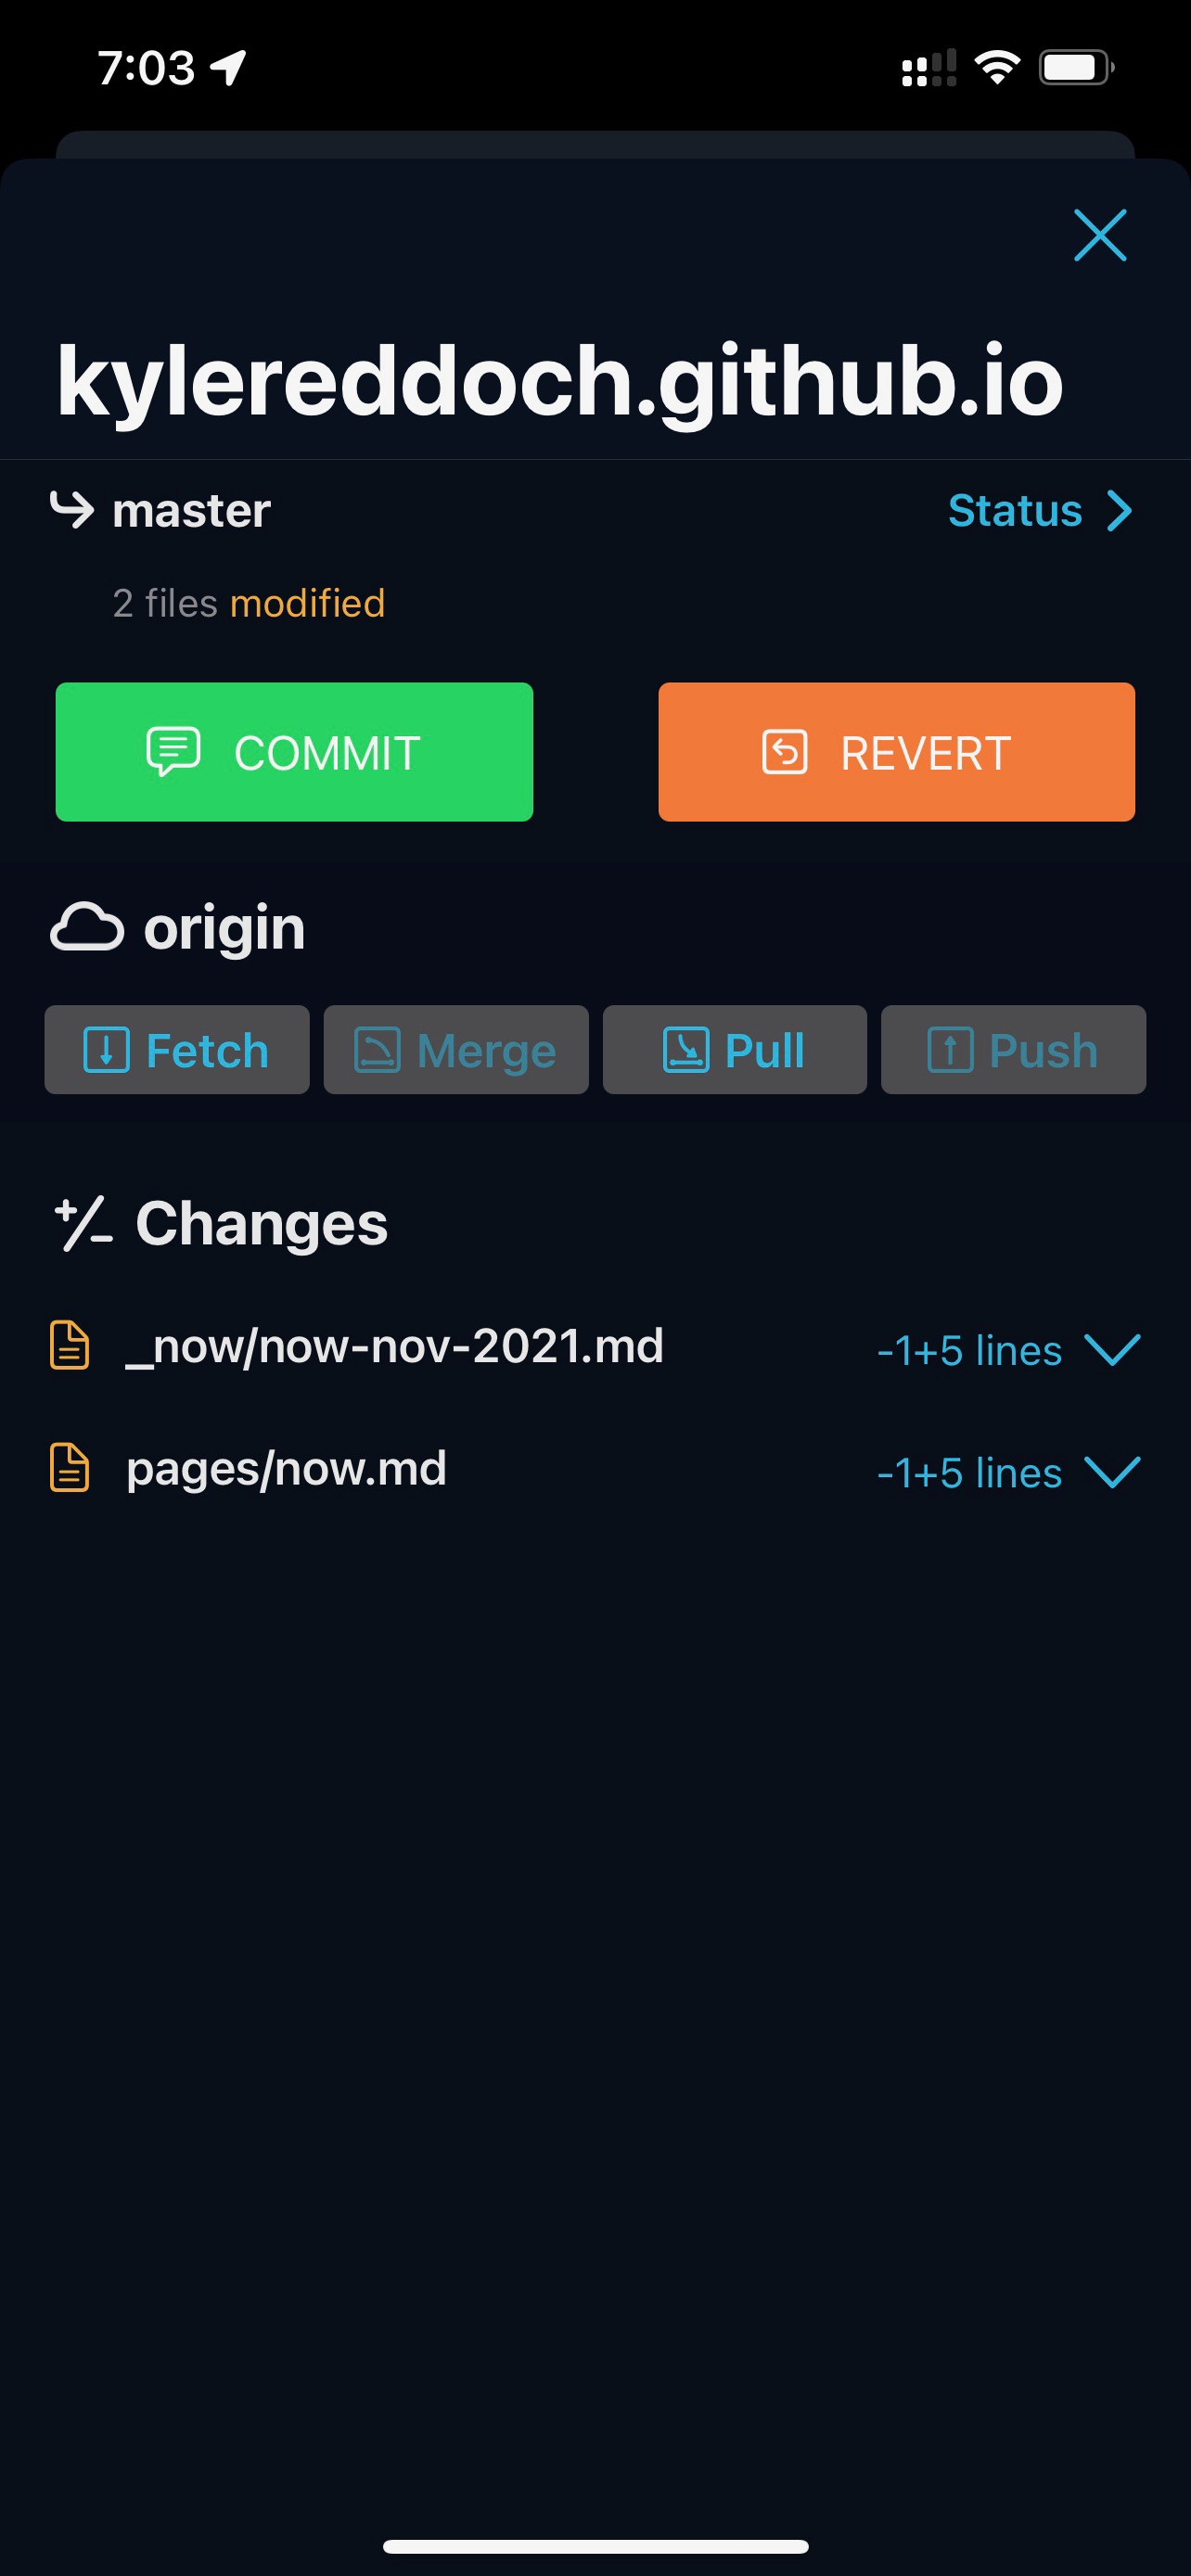 7:03
kylereddoch.github.io
master Status
2 files modified
COMMIT REVERT
origin
Fetch Merge Pull Push
Changes
_now/now-nov-2021.md -1+5 lines
pages/now.md -1+5 lines